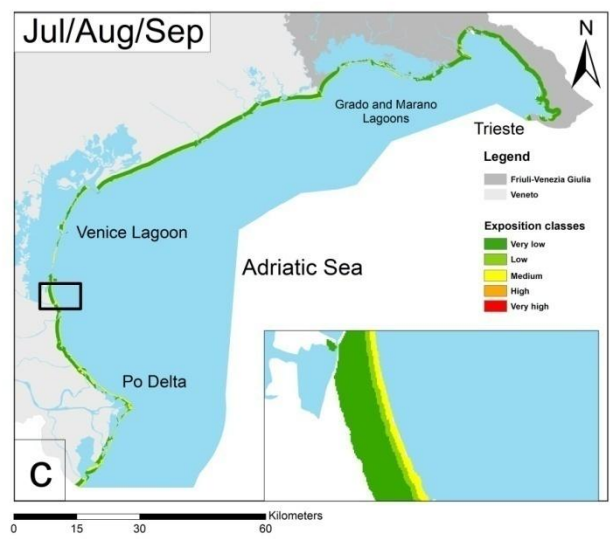 Jul/Aug/Sep
N
Grado and Marano
Lagoons
Trieste
Legend
Friuli-Venezia Giulia
Veneto
Venice Lagoon
Exposition classes
Very low
Low
Medium
High
Very high
Adriatic Sea
Po Delta
C
Kilometers
0 15 30 60